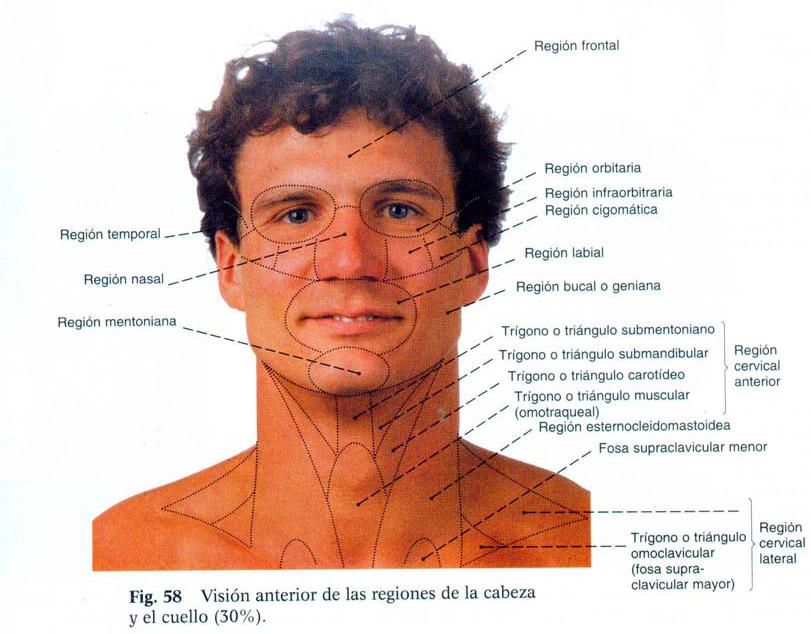 Región frontal
Región orbitaria
Región infraorbitraria
Región cigomática
Región temporal
Región labial
Región nasal
Región bucal o geniana
Región mentoniana
Trígono o triángulo submentoniano
Trígono o triángulo submandibular
Trígono o triángulo carotídeo
Trígono o triángulo muscular
(omotraqueal)
Región
cervical
anterior
Región esternocleidomastoidea
Fosa supraclavicular menor
Trígono o triángulo
omoclavicular
(fosa supra-
clavicular mayor)
Región
cervical
lateral
Fig. 58 Visión anterior de las regiones de la cabeza
y el cuello (30%).